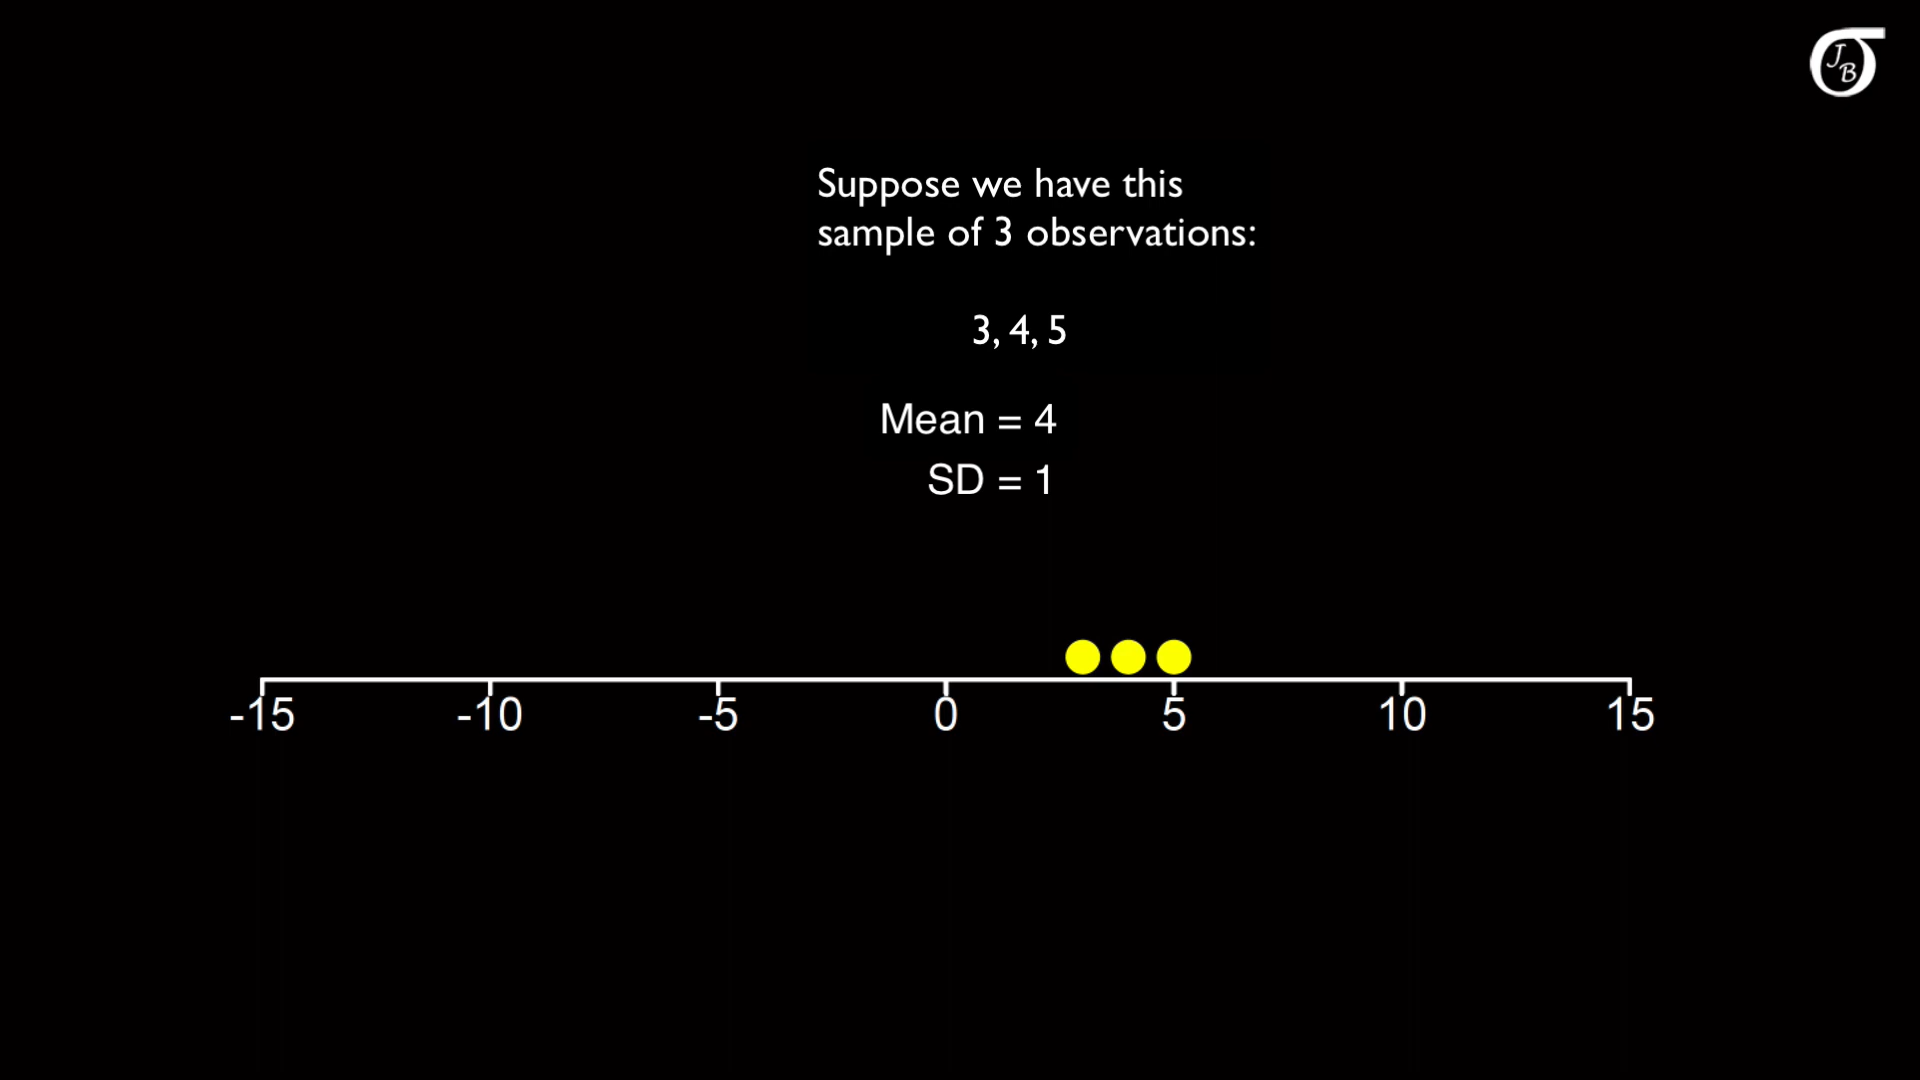 J
B
Suppose we have this
sample of 3 observations:
3, 4, 5
Mean = 4
SD = 1
-15 -10 -5 0 5 10 15